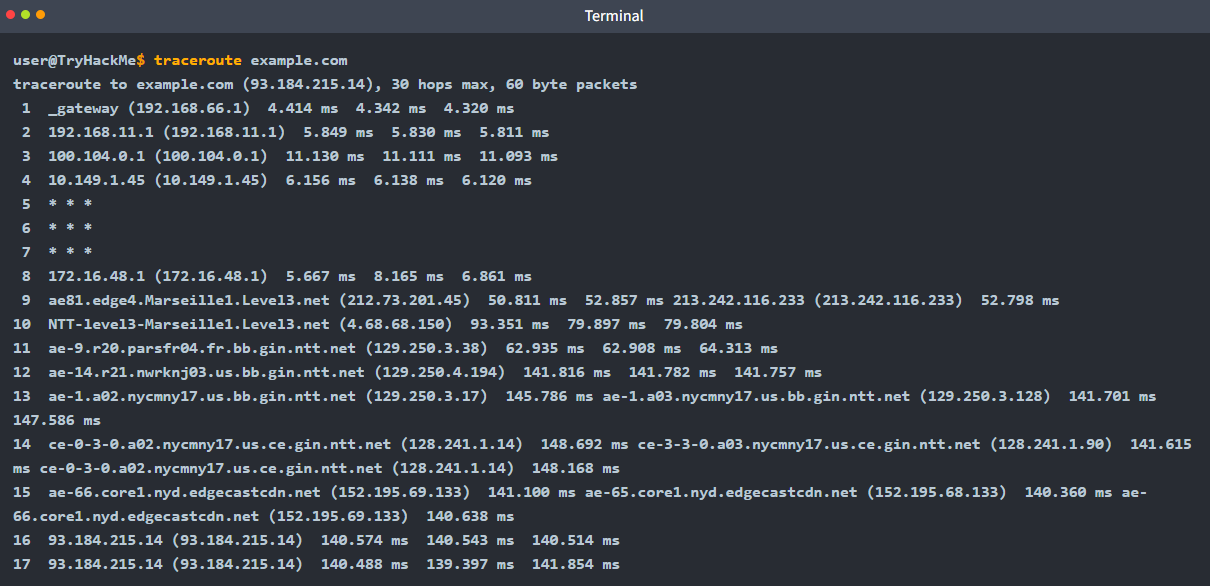 Terminal
user@TryHackMe$ traceroute example.com
traceroute to example.com (93.184.215.14), 30 hops max, 60 byte packets
 1  _gateway (192.168.66.1)  4.414 ms  4.342 ms  4.320 ms
 2  192.168.11.1 (192.168.11.1)  5.849 ms  5.830 ms  5.811 ms
 3  100.104.0.1 (100.104.0.1)  11.130 ms  11.111 ms  11.093 ms
 4  10.149.1.45 (10.149.1.45)  6.156 ms  6.138 ms  6.120 ms
 5  * * *
 6  * * *
 7  * * *
 8  172.16.48.1 (172.16.48.1)  5.667 ms  8.165 ms  6.861 ms
 9  ae81.edge4.Marseille1.Level3.net (212.73.201.45)  50.811 ms  52.857 ms 213.242.116.233 (213.242.116.233)  52.798 ms
10  NTT-level3-Marseille1.Level3.net (4.68.68.150)  93.351 ms  79.897 ms  79.804 ms
11  ae-9.r20.parsfr04.fr.bb.gin.ntt.net (129.250.3.38)  62.935 ms  62.908 ms  64.313 ms
12  ae-14.r21.nwrknj03.us.bb.gin.ntt.net (129.250.4.194)  141.816 ms  141.782 ms  141.757 ms
13  ae-1.a02.nycmny17.us.bb.gin.ntt.net (129.250.3.17)  145.786 ms ae-1.a03.nycmny17.us.bb.gin.ntt.net (129.250.3.128)  141.701 ms
147.586 ms
14  ce-0-3-0.a02.nycmny17.us.ce.gin.ntt.net (128.241.1.14)  148.692 ms ce-3-3-0.a03.nycmny17.us.ce.gin.ntt.net (128.241.1.90)  141.615
ms ce-0-3-0.a02.nycmny17.us.ce.gin.ntt.net (128.241.1.14)  148.168 ms
15  ae-66.core1.nyd.edgecastcdn.net (152.195.69.133)  141.100 ms ae-65.core1.nyd.edgecastcdn.net (152.195.68.133)  140.360 ms ae-
66.core1.nyd.edgecastcdn.net (152.195.69.133)  140.638 ms
16  93.184.215.14 (93.184.215.14)  140.574 ms  140.543 ms  140.514 ms
17  93.184.215.14 (93.184.215.14)  140.488 ms  139.397 ms  141.854 ms